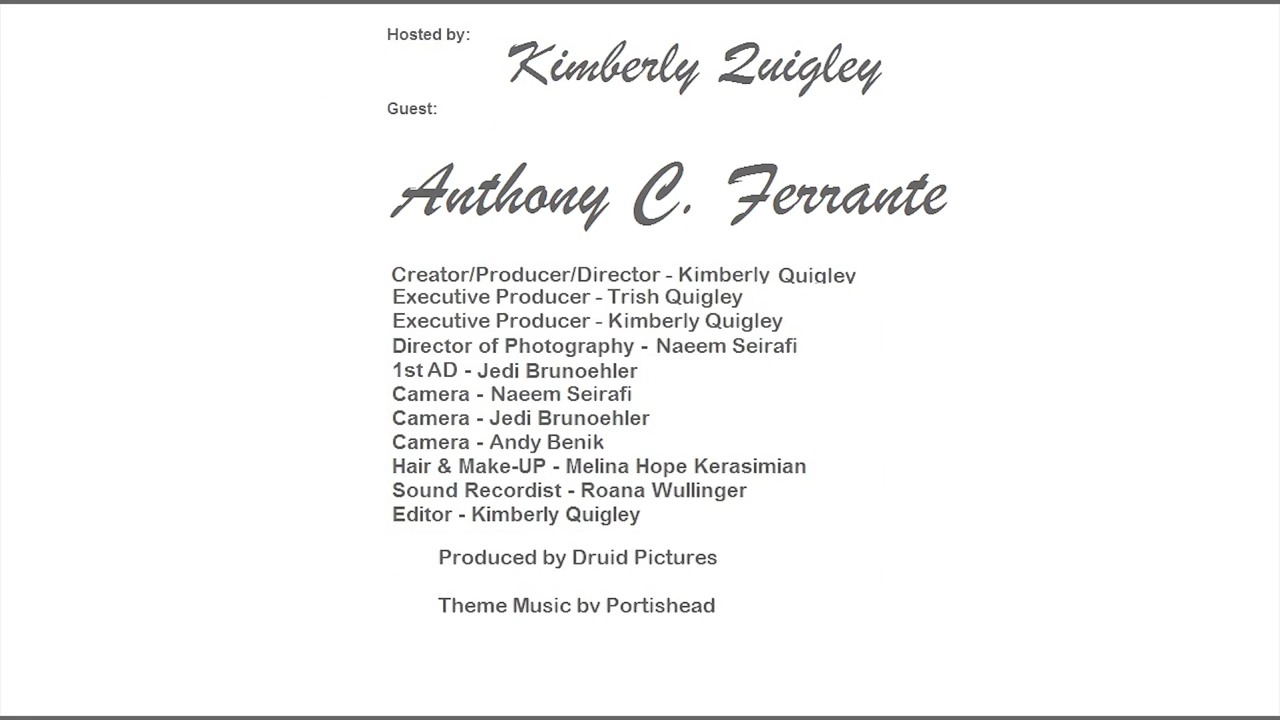 Hosted by:
Kimberly Quigley
Guest:
Anthony C. Ferrante
Creator/Producer/Director - Kimberly Quigley
Executive Producer - Trish Quigley
Executive Producer - Kimberly Quigley
Director of Photography - Naeem Seirafi
1st AD - Jedi Brunoehler
Camera - Naeem Seirafi
Camera - Jedi Brunoehler
Camera - Andy Benik
Hair & Make-UP - Melina Hope Kerasimian
Sound Recordist - Roana Wullinger
Editor - Kimberly Quigley
Produced by Druid Pictures
Theme Music by Portishead